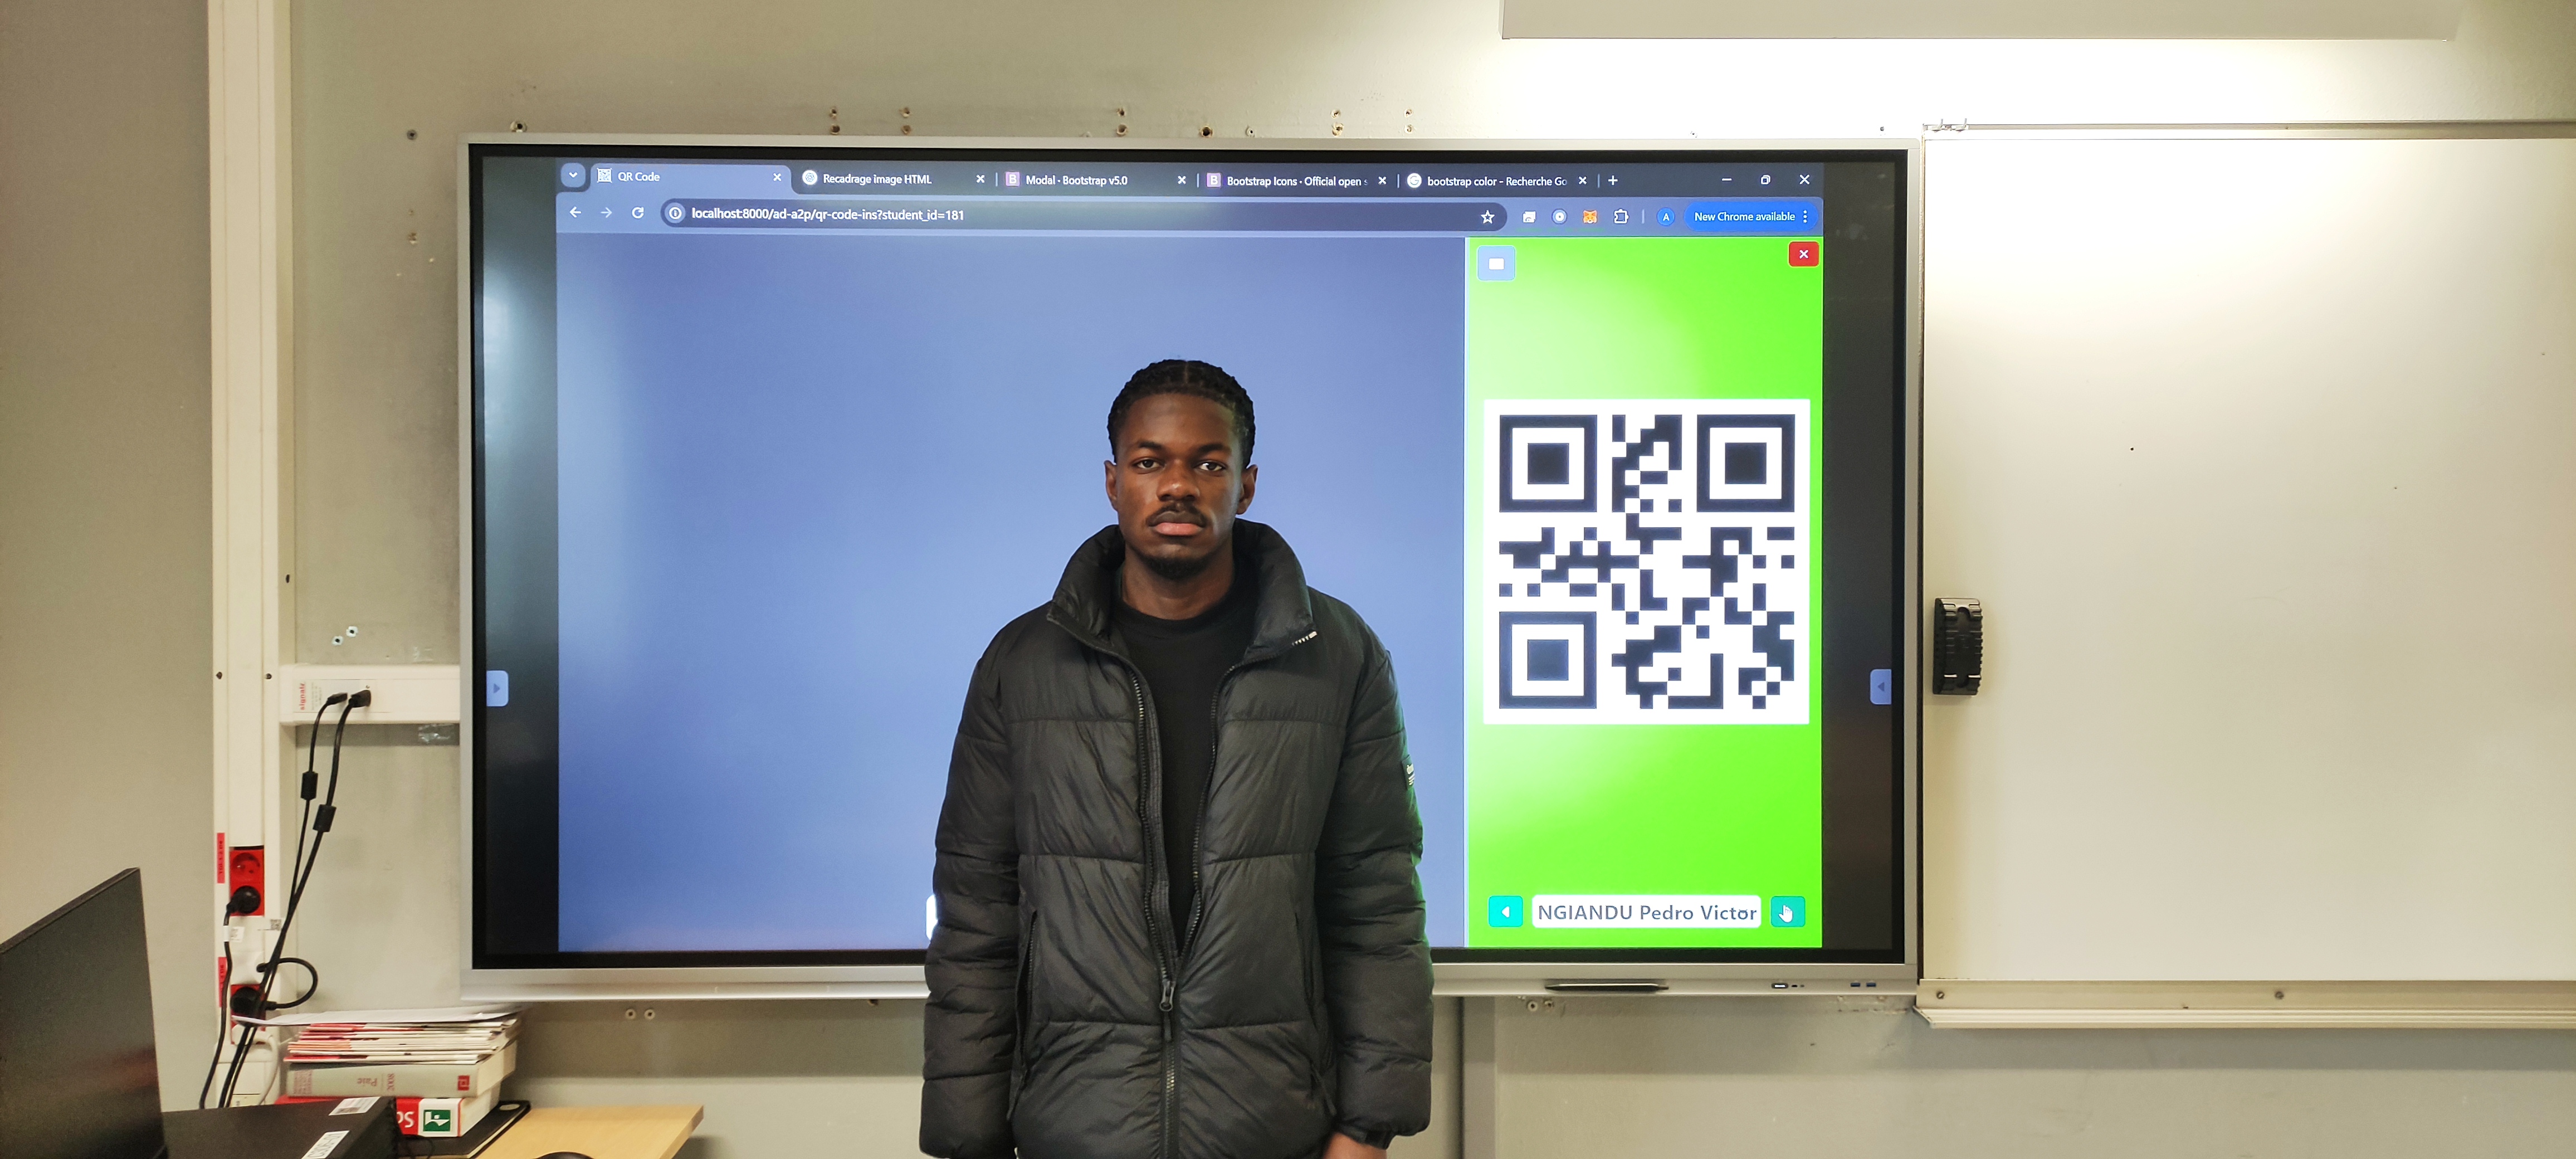 QR Code
Recadrage image HTML
Modal · Bootstrap v5.0
Bootstrap Icons · Official open s
bootstrap color - Recherche Go
localhost:8000/ad-a2p/qr-code-ins?student_id=181
A
New Chrome available
NGIANDU Pedro Victor